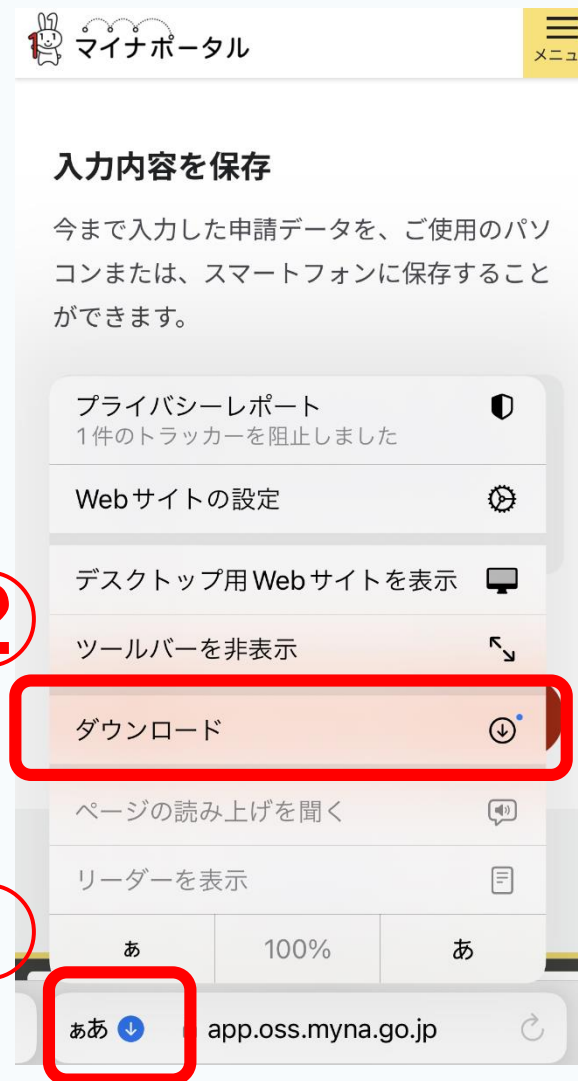 マイナポータル
メニュ
入力内容を保存
今まで入力した申請データを、ご使用のパソ
コンまたは、スマートフォンに保存すること
ができます。
プライバシーレポート
1件のトラッカーを阻止しました
Webサイトの設定
デスクトップ用Webサイトを表示
2
ツールバーを非表示
ダウンロード
ページの読み上げを聞く
リーダーを表示
あ 100% あ
ぁあ app.oss.myna.go.jp